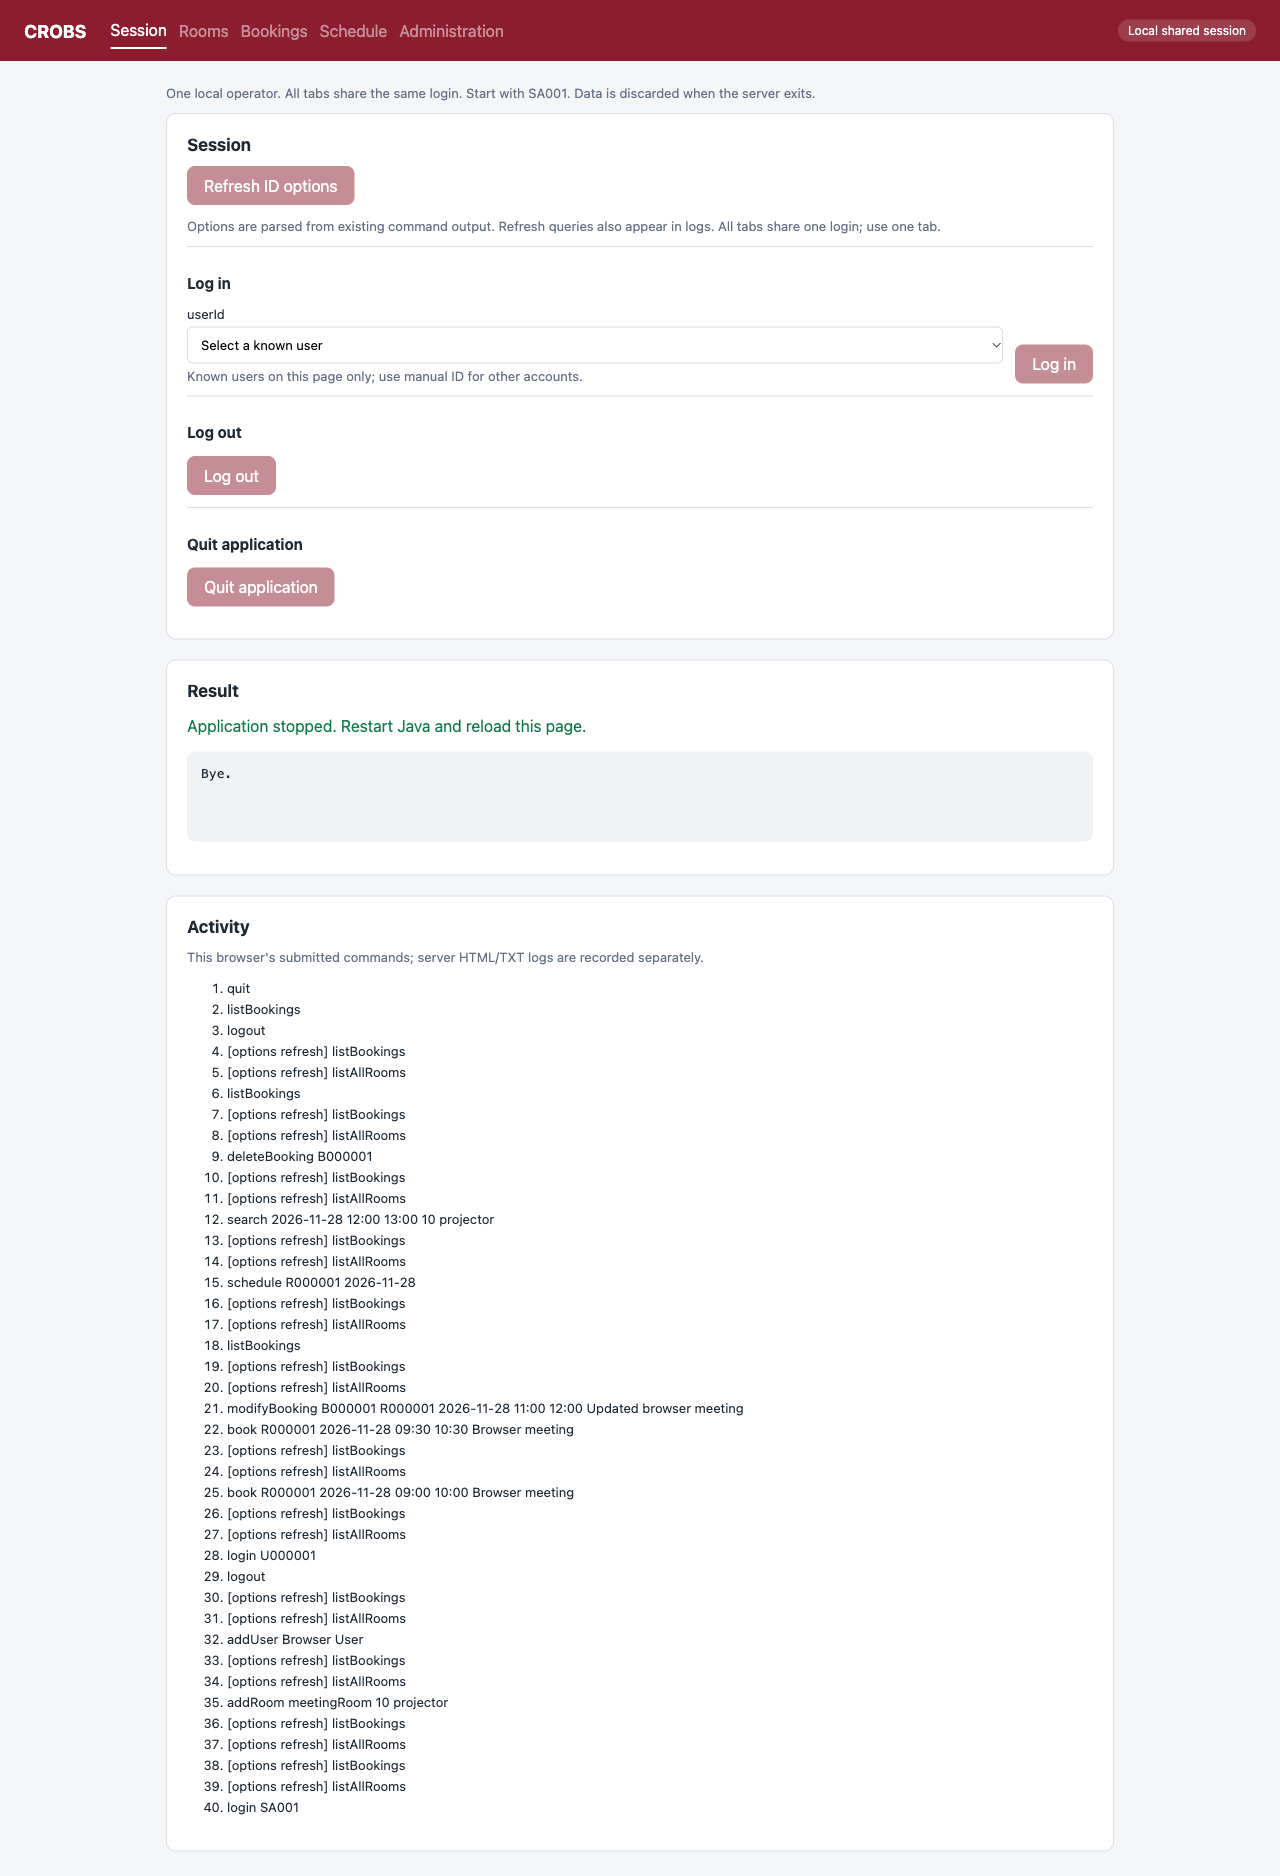 CROBS Session Rooms Bookings Schedule Administration Local shared session
One local operator. All tabs share the same login. Start with SA001. Data is discarded when the server exits.
Session
Refresh ID options
Options are parsed from existing command output. Refresh queries also appear in logs. All tabs share one login; use one tab.
Log in
userId
Select a known user
Log in
Known users on this page only; use manual ID for other accounts.
Log out
Log out
Quit application
Quit application
Result
Application stopped. Restart Java and reload this page.
Bye.
Activity
This browser's submitted commands; server HTML/TXT logs are recorded separately.
1. quit
2. listBookings
3. logout
4. [options refresh] listBookings
5. [options refresh] listAllRooms
6. listBookings
7. [options refresh] listBookings
8. [options refresh] listAllRooms
9. deleteBooking B000001
10. [options refresh] listBookings
11. [options refresh] listAllRooms
12. search 2026-11-28 12:00 13:00 10 projector
13. [options refresh] listBookings
14. [options refresh] listAllRooms
15. schedule R000001 2026-11-28
16. [options refresh] listBookings
17. [options refresh] listAllRooms
18. listBookings
19. [options refresh] listBookings
20. [options refresh] listAllRooms
21. modifyBooking B000001 R000001 2026-11-28 11:00 12:00 Updated browser meeting
22. book R000001 2026-11-28 09:30 10:30 Browser meeting
23. [options refresh] listBookings
24. [options refresh] listAllRooms
25. book R000001 2026-11-28 09:00 10:00 Browser meeting
26. [options refresh] listBookings
27. [options refresh] listAllRooms
28. login U000001
29. logout
30. [options refresh] listBookings
31. [options refresh] listAllRooms
32. addUser Browser User
33. [options refresh] listBookings
34. [options refresh] listAllRooms
35. addRoom meetingRoom 10 projector
36. [options refresh] listBookings
37. [options refresh] listAllRooms
38. [options refresh] listBookings
39. [options refresh] listAllRooms
40. login SA001